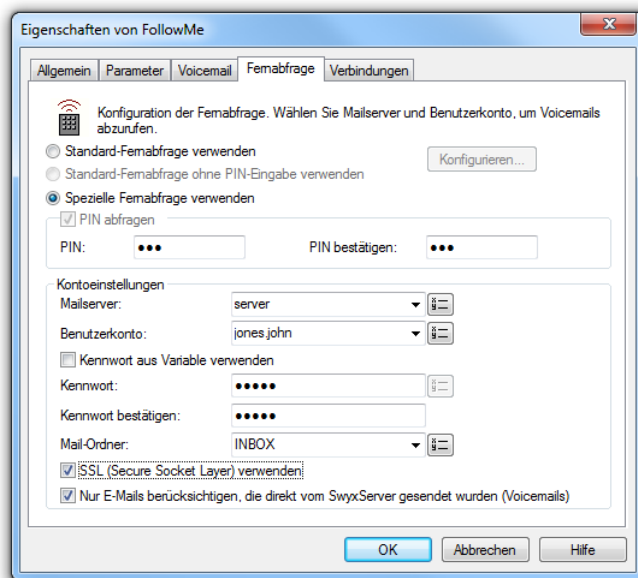 Eigenschaften von FollowMe
Allgemein Parameter Voicemail Fernabfrage Verbindungen
Konfiguration der Fernabfrage. Wählen Sie Mailserver und Benutzerkonto, um Voicemails
abzurufen.
Standard-Fernabfrage verwenden
Konfigurieren...
Standard-Fernabfrage ohne PIN-Eingabe verwenden
Spezielle Fernabfrage verwenden
PIN abfragen
PIN: ●●● PIN bestätigen: ●●●
Kontoeinstellungen
Mailserver: server
Benutzerkonto: jones.john
Kennwort aus Variable verwenden
Kennwort: ●●●●●
Kennwort bestätigen: ●●●●●
Mail-Ordner: INBOX
SSL (Secure Socket Layer) verwenden
Nur E-Mails berücksichtigen, die direkt vom SwyxServer gesendet wurden (Voicemails)
OK Abbrechen Hilfe